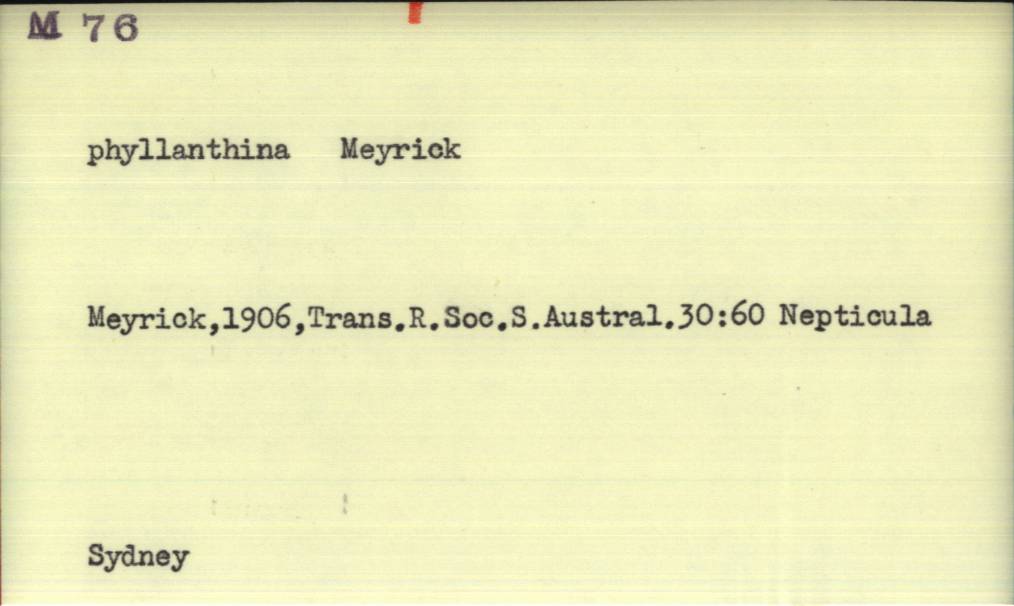 M 76
phyllanthina Meyrick
Meyrick,1906,Trans.R.Soc.S.Austral.30:60 Nepticula
Sydney